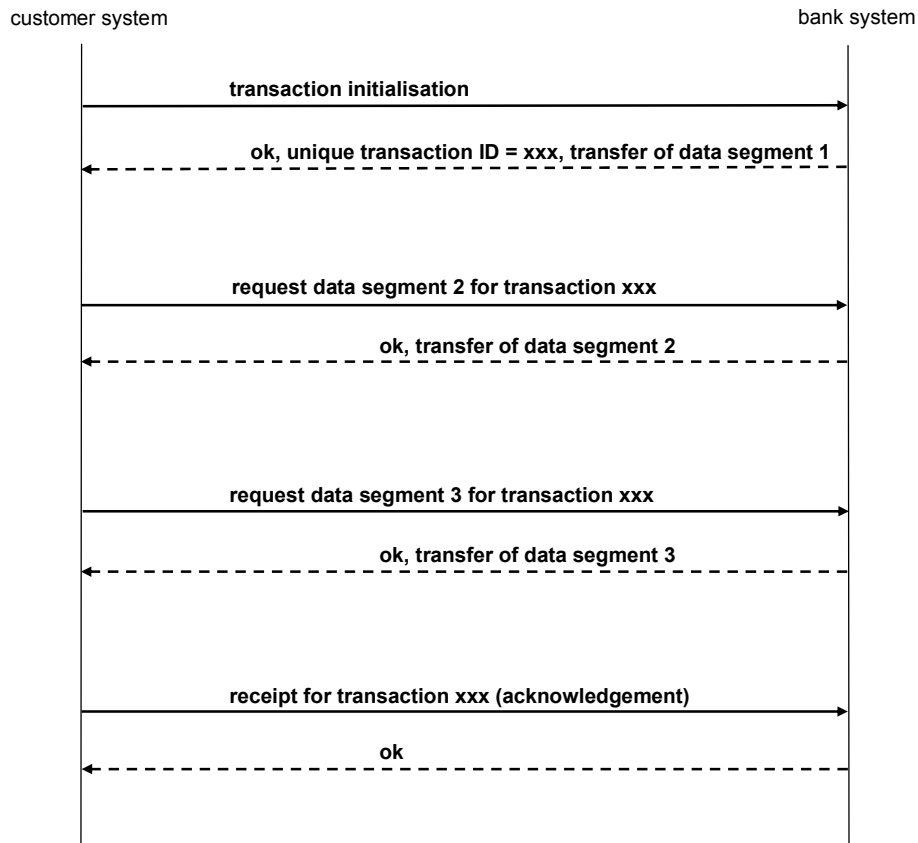 customer system
bank system
transaction initialisation
ok, unique transaction ID = xxx, transfer of data segment 1
request data segment 2 for transaction xxx
ok, transfer of data segment 2
request data segment 3 for transaction xxx
ok, transfer of data segment 3
receipt for transaction xxx (acknowledgement)
ok